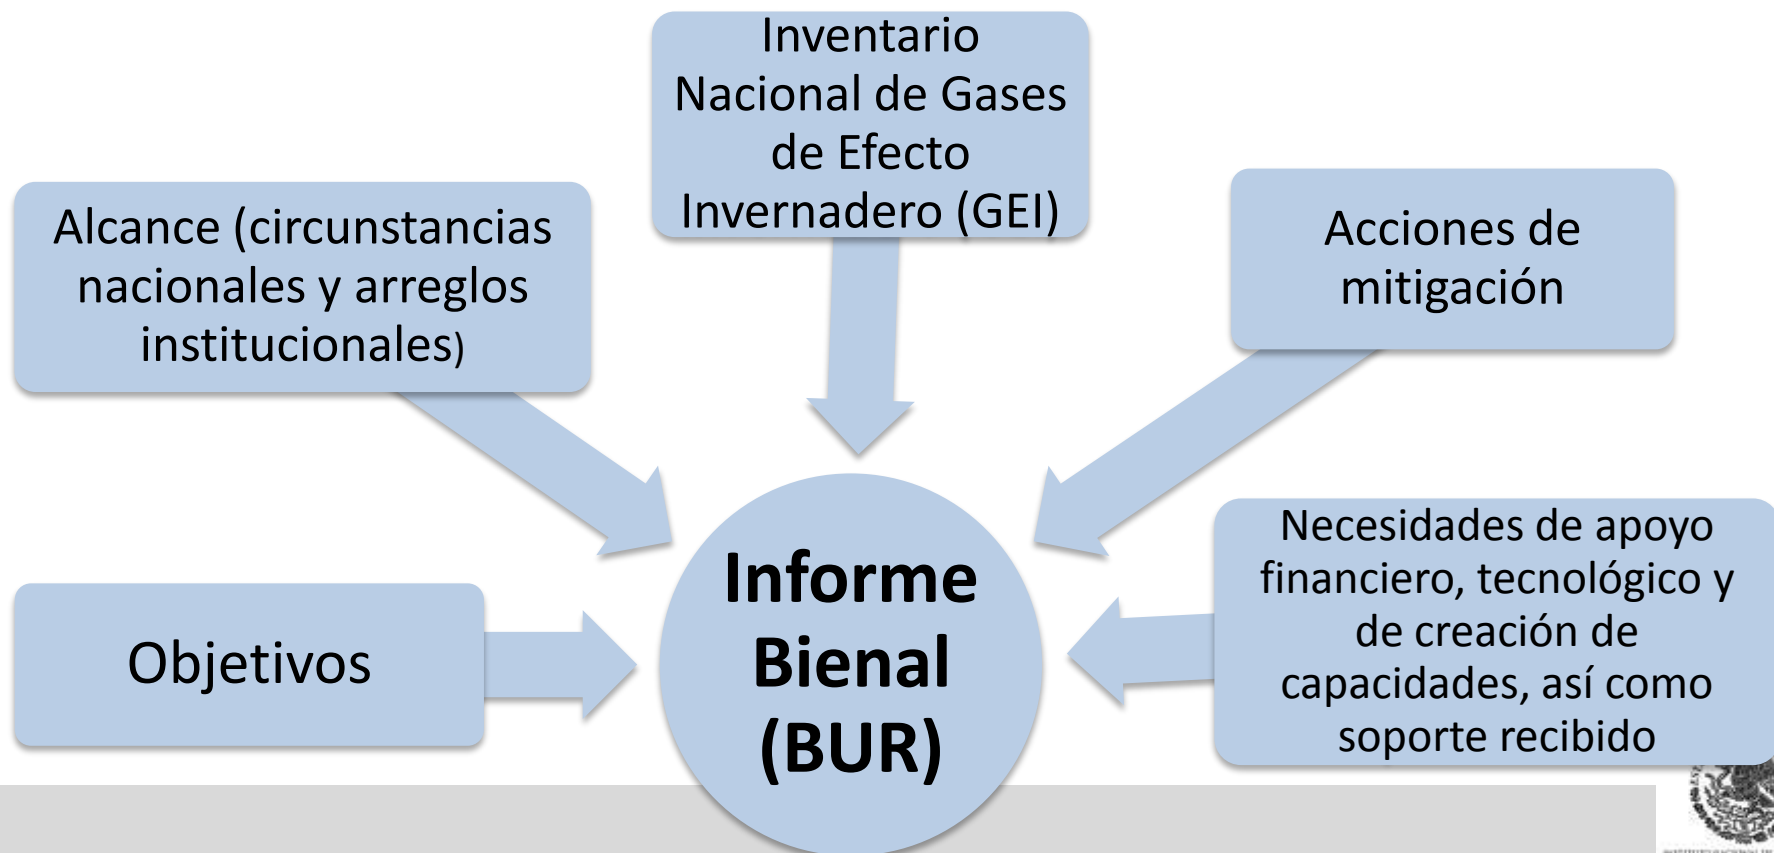 Inventario
Nacional de Gases
de Efecto
Invernadero (GEI)
Alcance (circunstancias
nacionales y arreglos
institucionales)
Acciones de
mitigación
Objetivos
Informe
Bienal
(BUR)
Necesidades de apoyo
financiero, tecnológico y
de creación de
capacidades, así como
soporte recibido